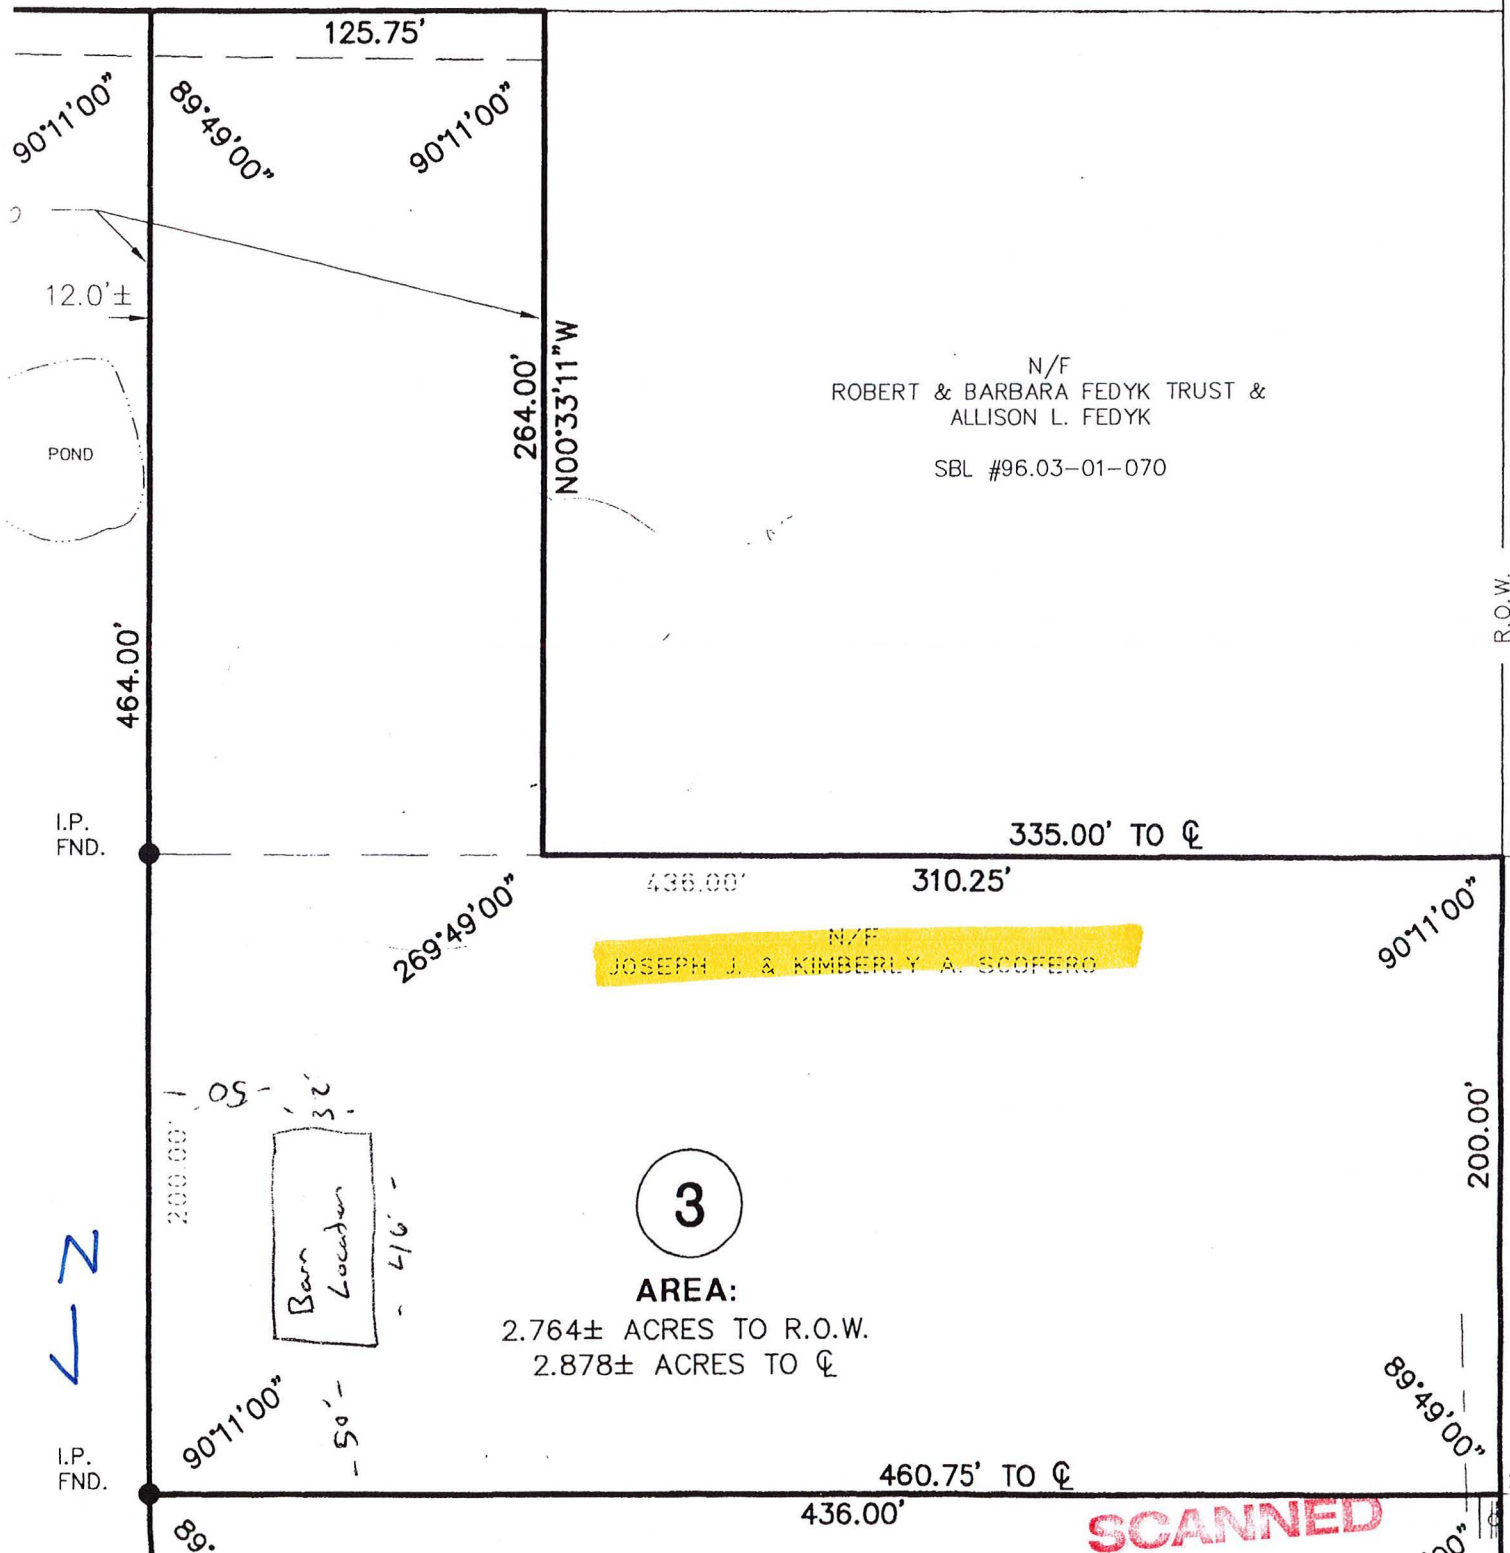 125.75'
90°11'00"
89°49'00"
90°11'00"
12.0'±
POND
264.00'
N00°33'11"W
N/F
ROBERT & BARBARA FEDYK TRUST &
ALLISON L. FEDYK
SBL #96.03-01-070
R.O.W.
464.00'
I.P.
FND.
335.00' TO ℄
436.00'
310.25'
269°49'00"
90°11'00"
N/F
JOSEPH J. & KIMBERLY A. SCOFERO
- 50 -
32'
200.00'
200.00'
Barn
Location
- 46' -
3
AREA:
2.764± ACRES TO R.O.W.
2.878± ACRES TO ℄
Z
90°11'00"
- 50' -
89°49'00"
I.P.
FND.
460.75' TO ℄
436.00'
SCANNED
89°
00"